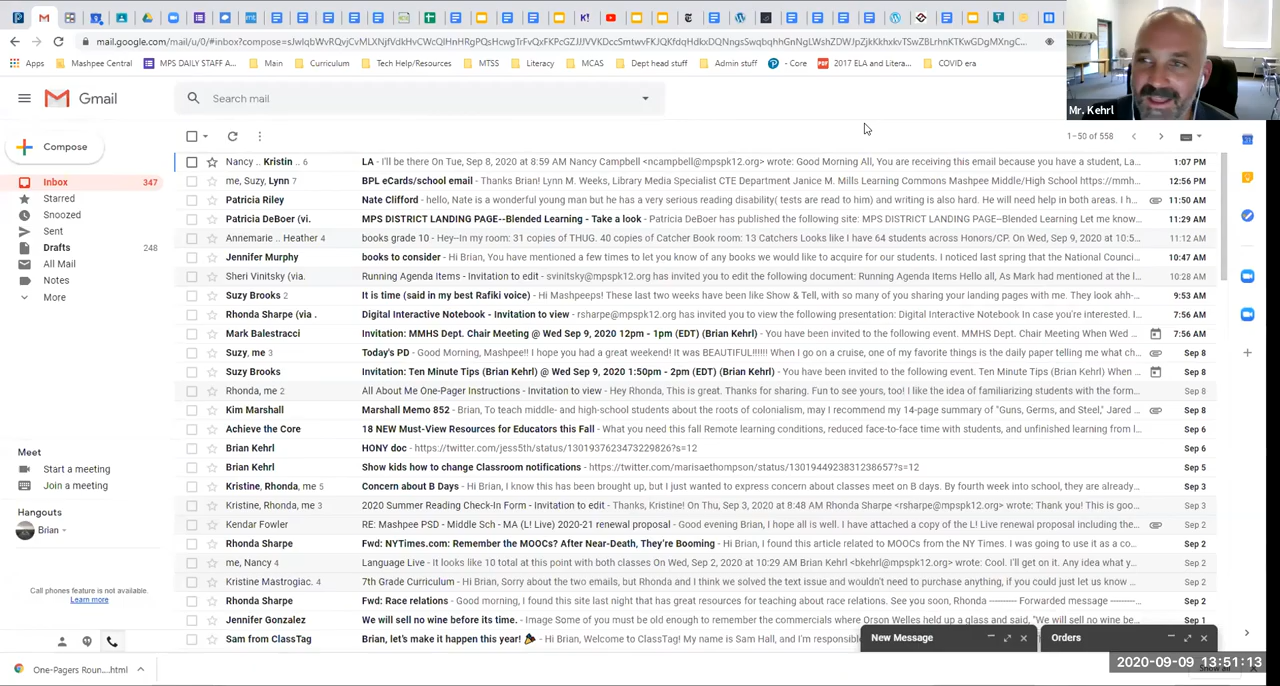 mail.google.com/mail/u/0/#inbox?compose=
Apps Mashpee Central MPS DAILY STAFF A... Main Curriculum Tech Help/Resources MTSS Literacy MCAS Dept head stuff Admin stuff - Core 2017 ELA and Litera... COVID era
Mr. Kehrl
Gmail Search mail
Compose
1–50 of 558
Inbox 347
Starred
Snoozed
Sent
Drafts 248
All Mail
Notes
More
Nancy .. Kristin .. 6 LA - I'll be there On Tue, Sep 8, 2020 at 8:59 AM Nancy Campbell <ncampbell@mpspk12.org> wrote: Good Morning All, You are receiving this email because you have a student, La... 1:07 PM
me, Suzy, Lynn 7 BPL eCards/school email - Thanks Brian! Lynn M. Weeks, Library Media Specialist CTE Department Janice M. Mills Learning Commons Mashpee Middle/High School https://mmh... 12:56 PM
Patricia Riley Nate Clifford - hello, Nate is a wonderful young man but he has a very serious reading disability( tests are read to him) and writing is also hard. He will need help in both areas. I h... 11:50 AM
Patricia DeBoer (vi. MPS DISTRICT LANDING PAGE--Blended Learning - Take a look - Patricia DeBoer has published the following site: MPS DISTRICT LANDING PAGE--Blended Learning Let me know... 11:29 AM
Annemarie .. Heather 4 books grade 10 - Hey--In my room: 31 copies of THUG. 40 copies of Catcher Book room: 13 Catchers Looks like I have 64 students across Honors/CP. On Wed, Sep 9, 2020 at 10:5... 11:12 AM
Jennifer Murphy books to consider - Hi Brian, You have mentioned a few times to let you know of any books we would like to acquire for our students. I noticed last spring that the National Counci... 10:47 AM
Sheri Vinitsky (via. Running Agenda Items - Invitation to edit - svinitsky@mpspk12.org has invited you to edit the following document: Running Agenda Items Hello all, As Mark had mentioned at the l... 10:28 AM
Suzy Brooks 2 It is time (said in my best Rafiki voice) - Hi Mashpeeps! These last two weeks have been like Show & Tell, with so many of you sharing your landing pages with me. They look ahh-... 9:53 AM
Rhonda Sharpe (via . Digital Interactive Notebook - Invitation to view - rsharpe@mpspk12.org has invited you to view the following presentation: Digital Interactive Notebook In case you're interested. I... 7:56 AM
Mark Balestracci Invitation: MMHS Dept. Chair Meeting @ Wed Sep 9, 2020 12pm - 1pm (EDT) (Brian Kehrl) - You have been invited to the following event. MMHS Dept. Chair Meeting When Wed ... 7:56 AM
Suzy, me 3 Today's PD - Good Morning, Mashpee!! I hope you had a great weekend! It was BEAUTIFUL!!!!!! When I go on a cruise, one of my favorite things is the daily paper telling me what ch... Sep 8
Suzy Brooks Invitation: Ten Minute Tips (Brian Kehrl) @ Wed Sep 9, 2020 1:50pm - 2pm (EDT) (Brian Kehrl) - You have been invited to the following event. Ten Minute Tips (Brian Kehrl) When ... Sep 8
Rhonda, me 2 All About Me One-Pager Instructions - Invitation to view - Hey Rhonda, This is great. Thanks for sharing. Fun to see yours, too! I like the idea of familiarizing students with the form... Sep 8
Kim Marshall Marshall Memo 852 - Brian, To teach middle- and high-school students about the roots of colonialism, may I recommend my 14-page summary of "Guns, Germs, and Steel," Jared ... Sep 8
Achieve the Core 18 NEW Must-View Resources for Educators this Fall - What you need this fall Remote learning conditions, reduced face-to-face time with students, and unfinished learning from l... Sep 6
Brian Kehrl HONY doc - https://twitter.com/jess5th/status/1301937623473229826?s=12 Sep 6
Brian Kehrl Show kids how to change Classroom notifications - https://twitter.com/marisaethompson/status/1301944923831238657?s=12 Sep 5
Kristine, Rhonda, me 5 Concern about B Days - Hi Brian, I know this has been brought up, but I just wanted to express concern about classes meet on B days. By fourth week into school, they are already... Sep 3
Kristine, Rhonda, me 3 2020 Summer Reading Check-In Form - Invitation to edit - Thanks, Kristine! On Thu, Sep 3, 2020 at 8:48 AM Rhonda Sharpe <rsharpe@mpspk12.org> wrote: Thank you! This is goo... Sep 3
Kendar Fowler RE: Mashpee PSD - Middle Sch - MA (L! Live) 2020-21 renewal proposal - Good evening Brian, I hope all is well. I have attached a copy of the L! Live renewal proposal including the... Sep 2
Rhonda Sharpe Fwd: NYTimes.com: Remember the MOOCs? After Near-Death, They're Booming - Hi Brian, I found this article related to MOOCs from the NY Times. I was going to use it as a co... Sep 2
me, Nancy 4 Language Live - It looks like 10 total at this point with both classes On Wed, Sep 2, 2020 at 10:29 AM Brian Kehrl <bkehrl@mpspk12.org> wrote: Cool. I'll get on it. Any idea what y... Sep 2
Kristine Mastrogiac. 4 7th Grade Curriculum - Hi Brian, Sorry about the two emails, but Rhonda and I think we solved the text issue and wouldn't need to purchase anything, if you could just let us know ... Sep 2
Rhonda Sharpe Fwd: Race relations - Good morning, I found this site last night that has great resources for teaching about race relations. See you soon, Rhonda ---------- Forwarded message --------... Sep 2
Jennifer Gonzalez We will sell no wine before its time. - Image Some of you must be old enough to remember the commercials where Orson Welles held up a glass and said, "We will sell no wine be... Sep 1
Sam from ClassTag Brian, let's make it happen this year! - Hi Brian, Welcome to ClassTag! My name is Sam Hall, and I'm responsib
Meet
Start a meeting
Join a meeting
Hangouts
Brian
Call phones feature is not available.
Learn more
New Message Orders
2020-09-09 13:51:13
One-Pagers Roun....html